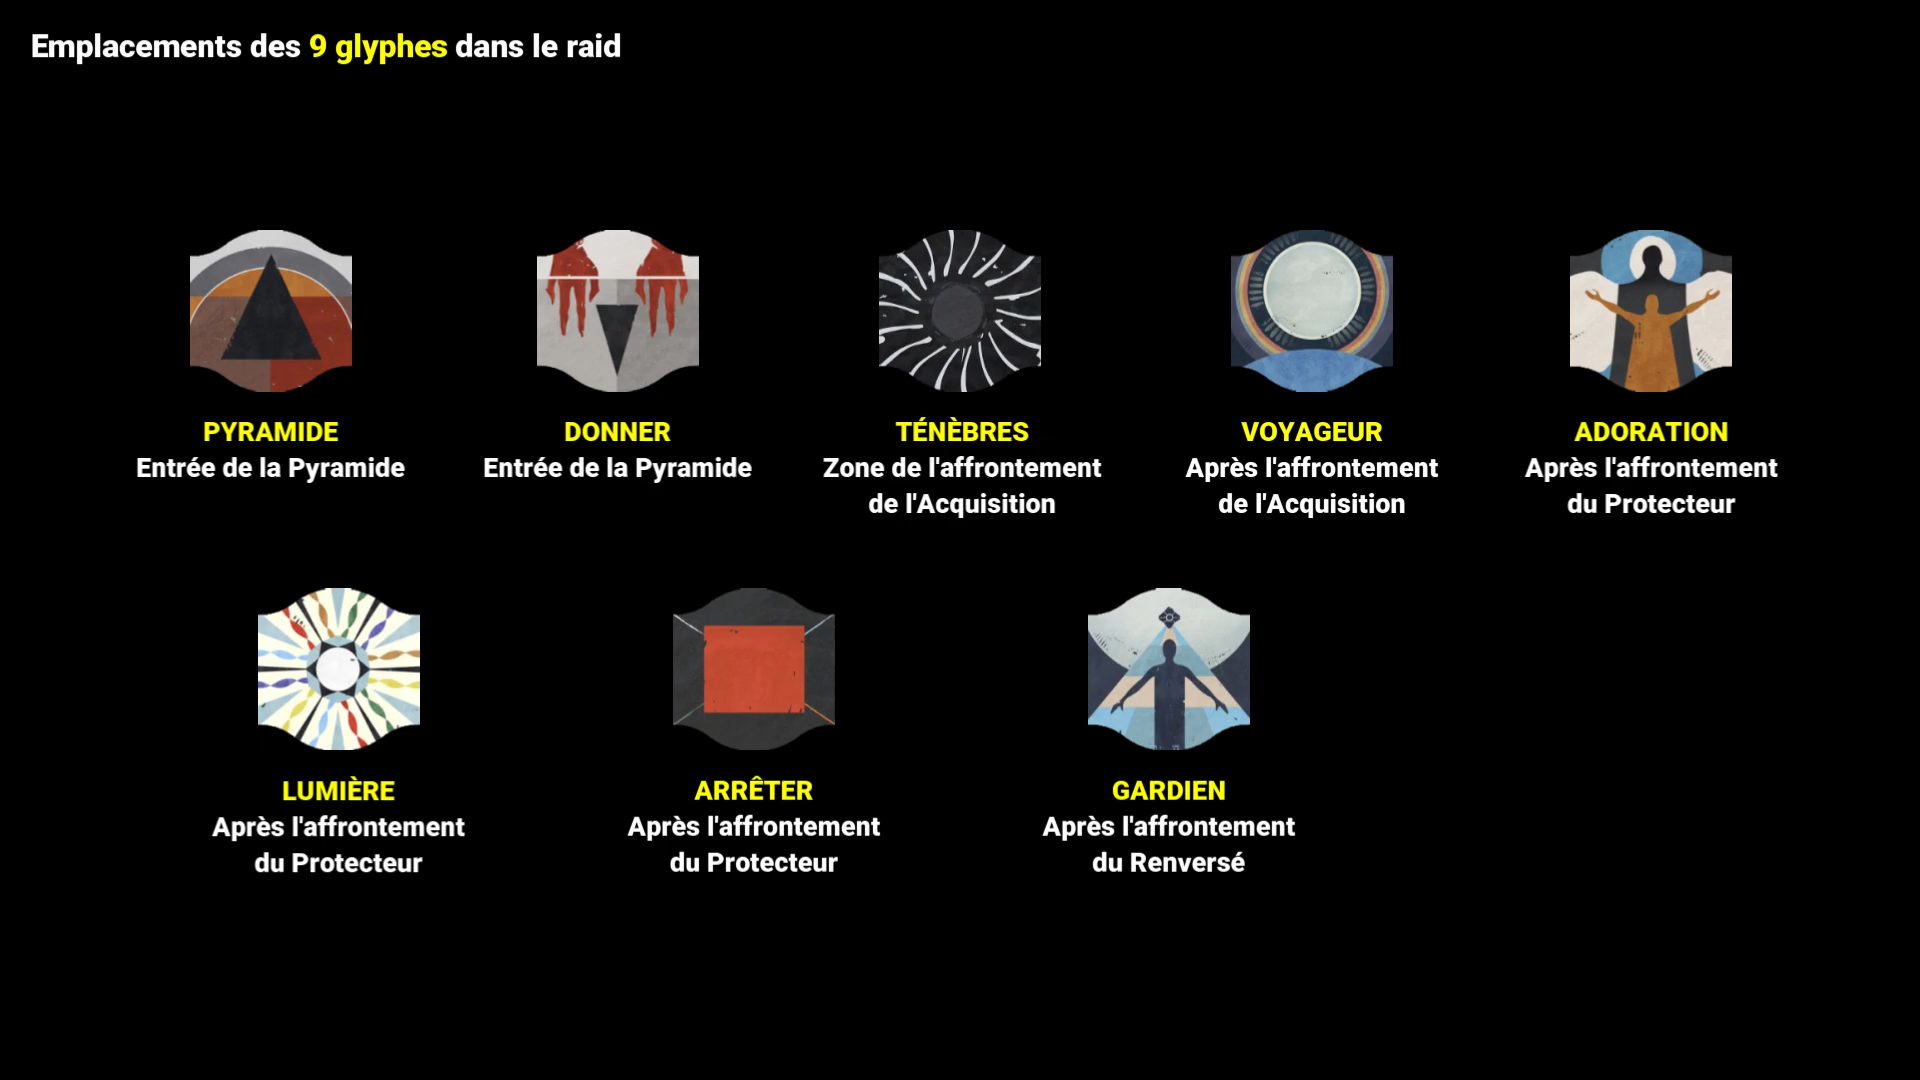 Emplacements des 9 glyphes dans le raid
PYRAMIDE
Entrée de la Pyramide
DONNER
Entrée de la Pyramide
TÉNÈBRES
Zone de l'affrontement
de l'Acquisition
VOYAGEUR
Après l'affrontement
de l'Acquisition
ADORATION
Après l'affrontement
du Protecteur
LUMIÈRE
Après l'affrontement
du Protecteur
ARRÊTER
Après l'affrontement
du Protecteur
GARDIEN
Après l'affrontement
du Renversé